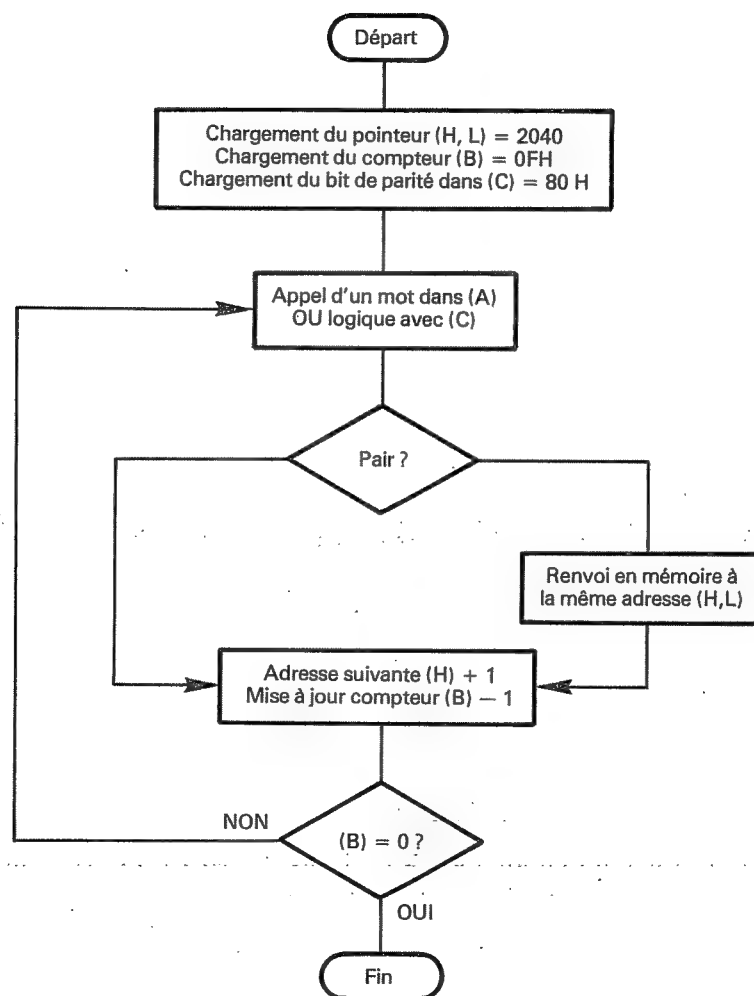 Départ
Chargement du pointeur (H, L) = 2040
Chargement du compteur (B) = 0FH
Chargement du bit de parité dans (C) = 80 H
Appel d'un mot dans (A)
OU logique avec (C)
Pair ?
Renvoi en mémoire à
la même adresse (H,L)
Adresse suivante (H) + 1
Mise à jour compteur (B) – 1
NON
(B) = 0 ?
OUI
Fin